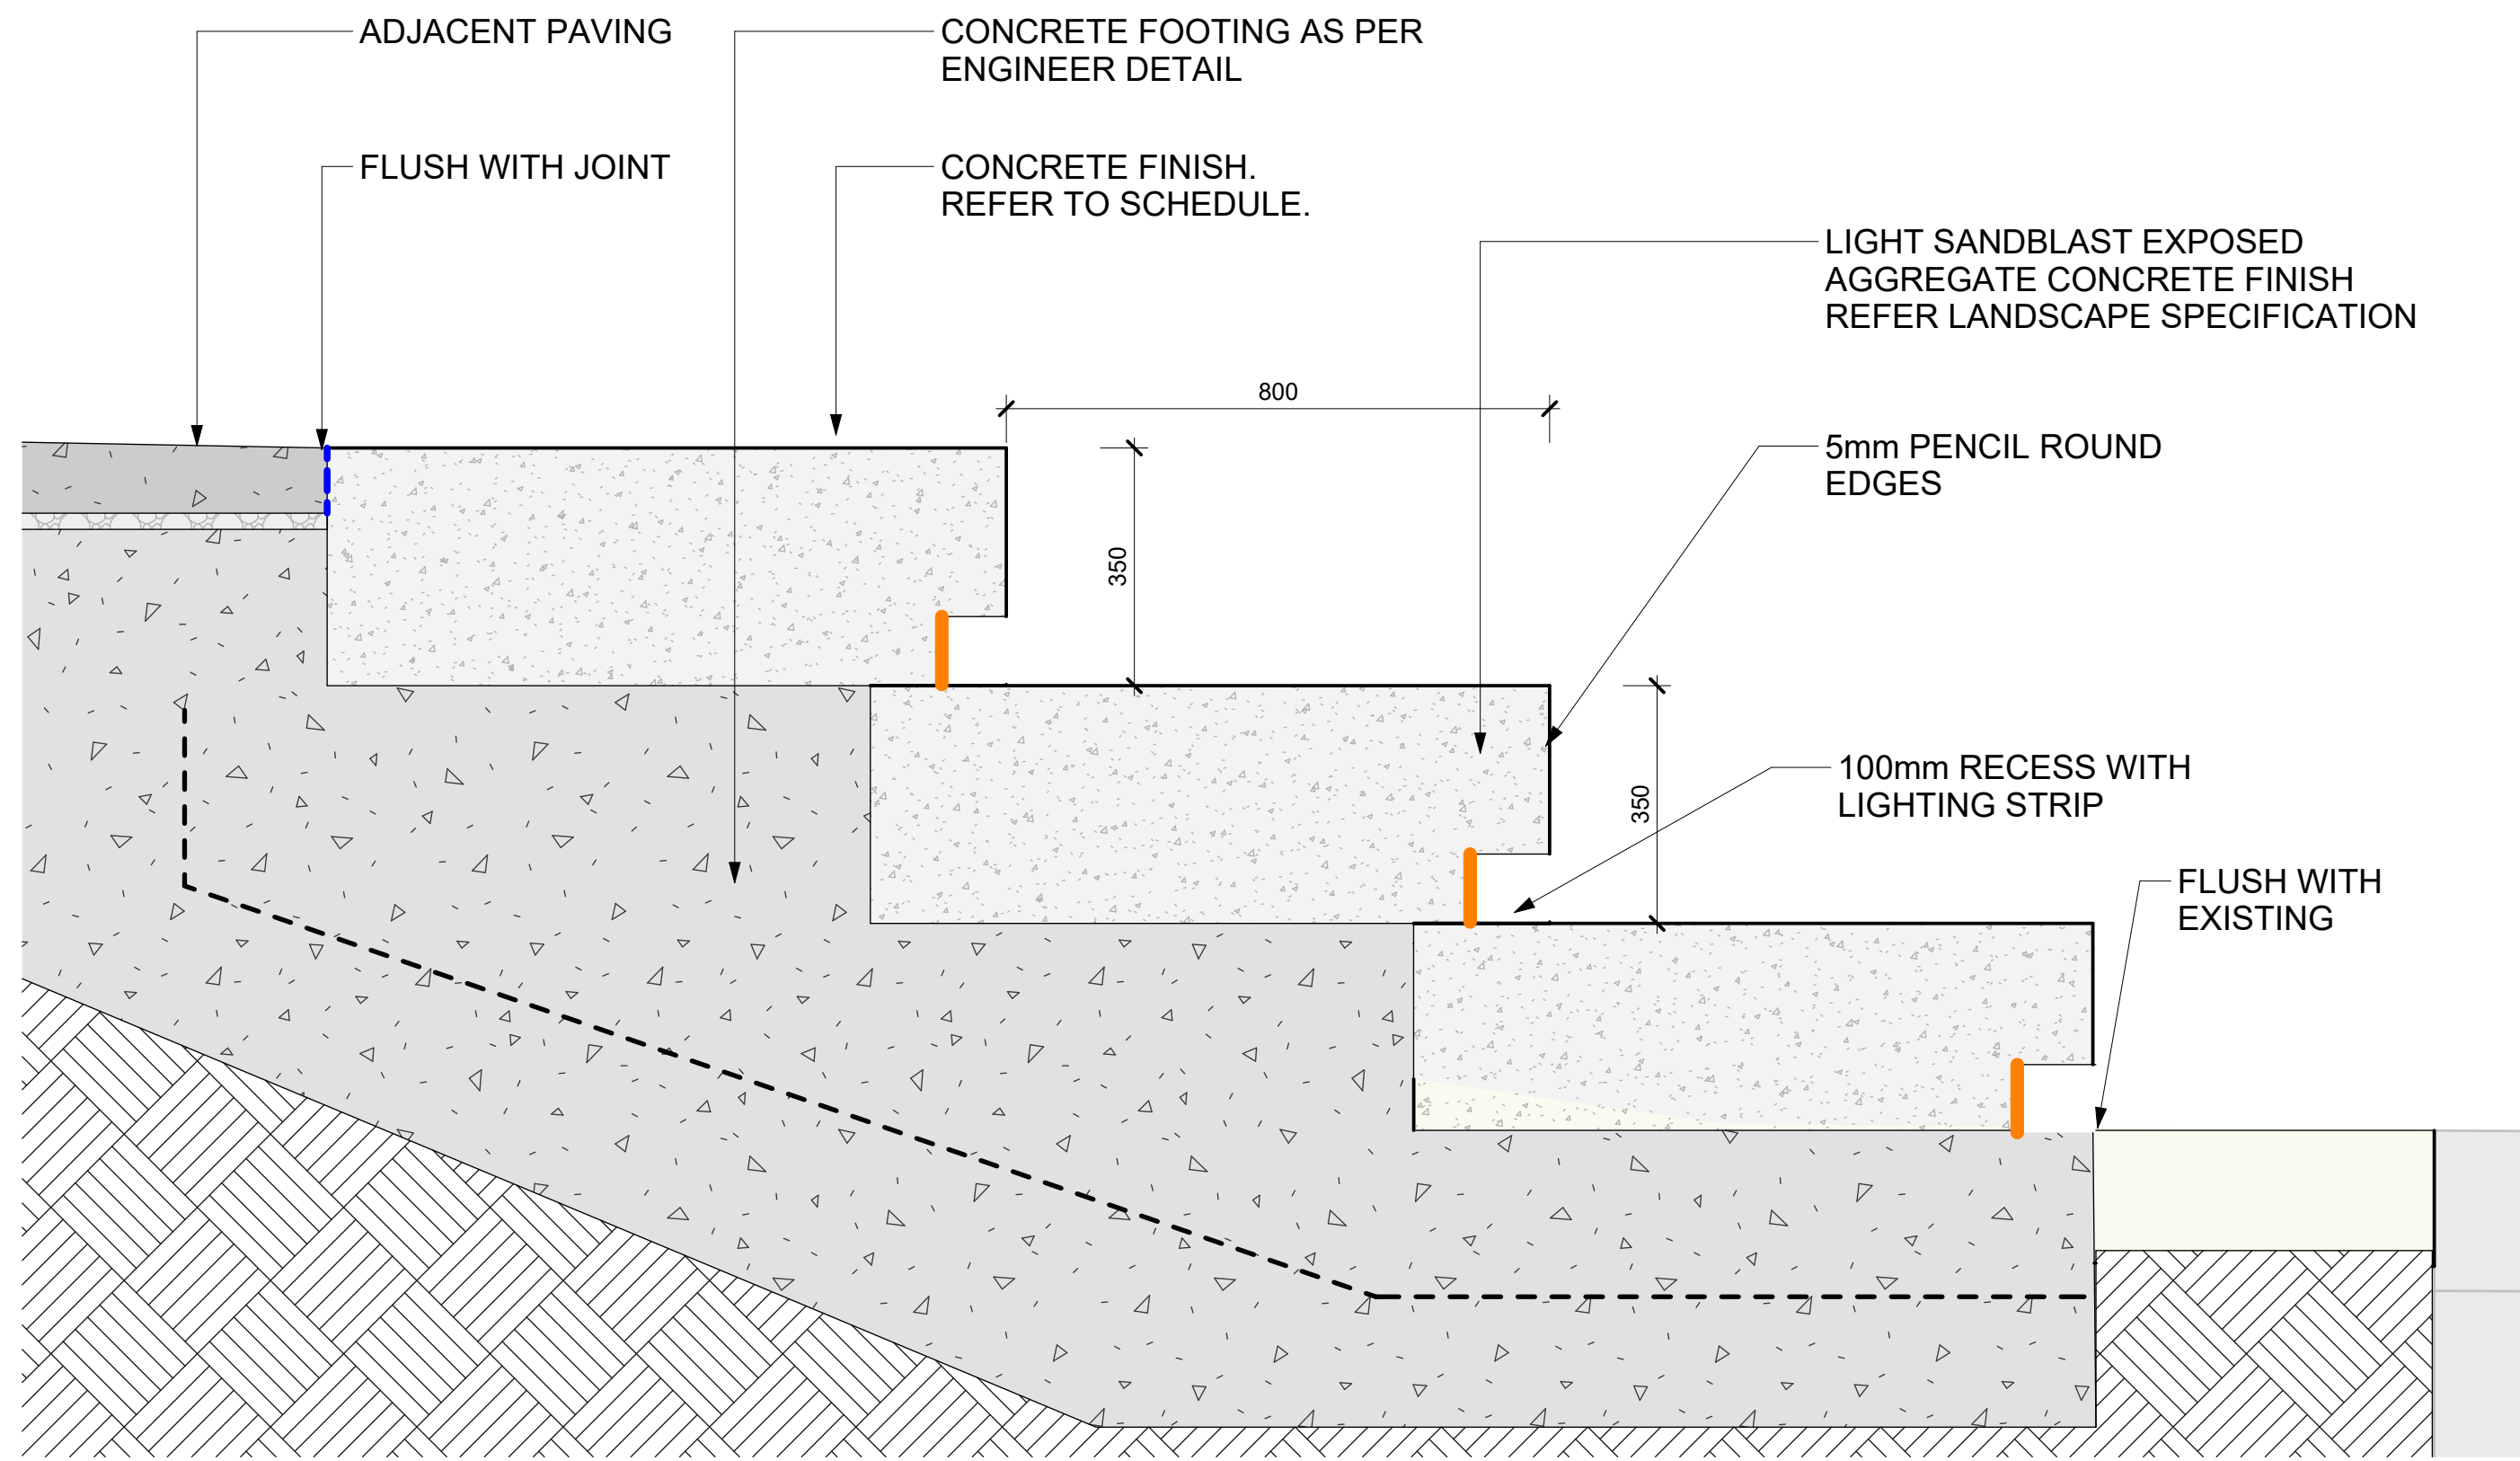 ADJACENT PAVING
CONCRETE FOOTING AS PER
ENGINEER DETAIL
FLUSH WITH JOINT
CONCRETE FINISH.
REFER TO SCHEDULE.
LIGHT SANDBLAST EXPOSED
AGGREGATE CONCRETE FINISH
REFER LANDSCAPE SPECIFICATION
800
5mm PENCIL ROUND
EDGES
350
100mm RECESS WITH
LIGHTING STRIP
350
FLUSH WITH
EXISTING